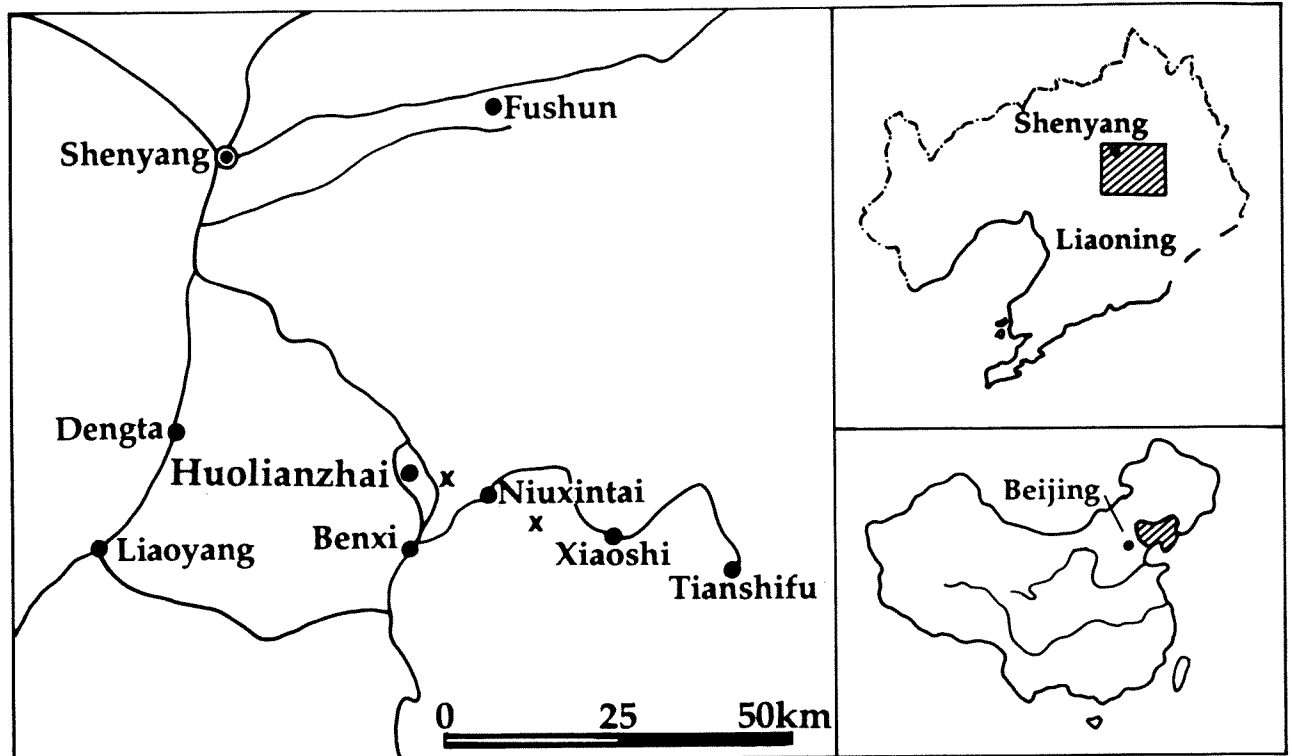 Fushun
Shenyang
Dengta
Huolianzhai
x
Niuxintai
x
Benxi
Liaoyang
Xiaoshi
Tianshifu
0 25 50km
Shenyang
Liaoning
Beijing